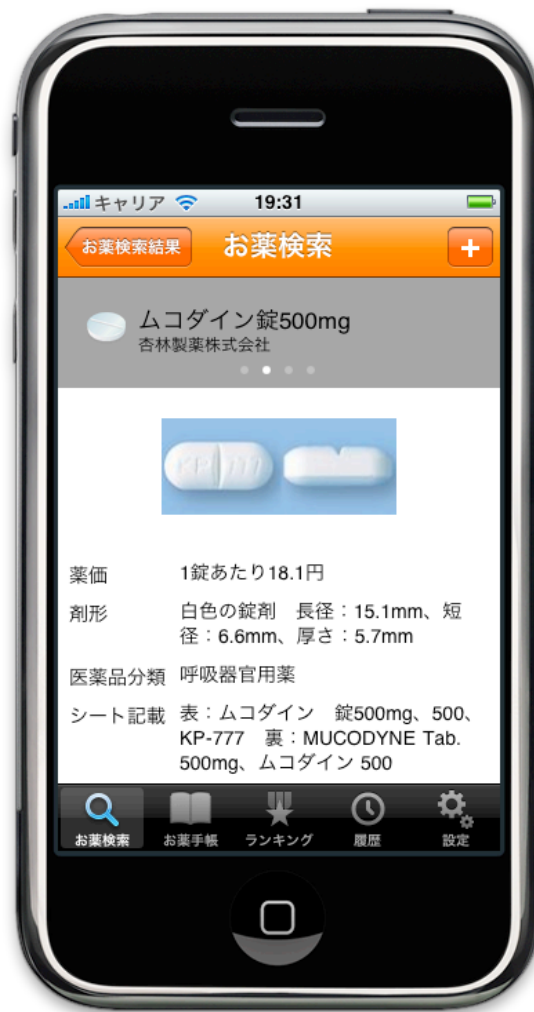 キャリア 19:31
お薬検索結果 お薬検索 +
ムコダイン錠500mg
杏林製薬株式会社
KP 777
薬価 1錠あたり18.1円
剤形 白色の錠剤　長径：15.1mm、短
径：6.6mm、厚さ：5.7mm
医薬品分類 呼吸器官用薬
シート記載 表：ムコダイン　錠500mg、500、
KP-777　裏：MUCODYNE Tab.
500mg、ムコダイン 500
お薬検索 お薬手帳 ランキング 履歴 設定